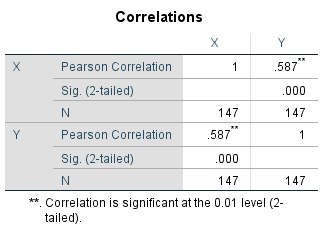 Correlations
X Y
X Pearson Correlation 1 .587**
Sig. (2-tailed) .000
N 147 147
Y Pearson Correlation .587** 1
Sig. (2-tailed) .000
N 147 147
**. Correlation is significant at the 0.01 level (2-
tailed).